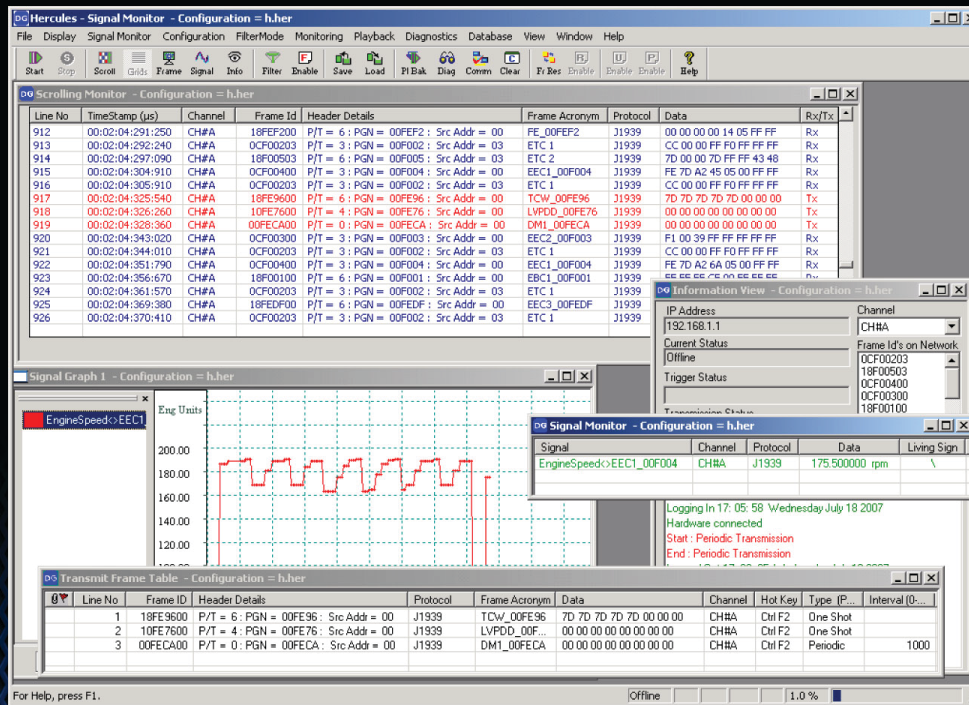 DG Hercules - Signal Monitor - Configuration = h.her
File Display Signal Monitor Configuration FilterMode Monitoring Playback Diagnostics Database View Window Help
Start Stop Scroll Grids Frame Signal Info Filter Enable Save Load Pl Bak Diag Comm Clear Fr Res Enable Enable Enable Help
DG Scrolling Monitor - Configuration = h.her
Line No TimeStamp (µs) Channel Frame Id Header Details Frame Acronym Protocol Data Rx/Tx
912 00:02:04:291:250 CH#A 18FEF200 P/T = 6 : PGN = 00FEF2 : Src Addr = 00 FE_00FEF2 J1939 00 00 00 00 14 05 FF FF Rx
913 00:02:04:292:240 CH#A 0CF00203 P/T = 3 : PGN = 00F002 : Src Addr = 03 ETC 1 J1939 CC 00 00 FF F0 FF FF FF Rx
914 00:02:04:297:090 CH#A 18F00503 P/T = 6 : PGN = 00F005 : Src Addr = 03 ETC 2 J1939 7D 00 00 7D FF FF 43 48 Rx
915 00:02:04:304:910 CH#A 0CF00400 P/T = 3 : PGN = 00F004 : Src Addr = 00 EEC1_00F004 J1939 FE 7D A2 45 05 00 FF FF Rx
916 00:02:04:305:910 CH#A 0CF00203 P/T = 3 : PGN = 00F002 : Src Addr = 03 ETC 1 J1939 CC 00 00 FF F0 FF FF FF Rx
917 00:02:04:325:540 CH#A 18FE9600 P/T = 6 : PGN = 00FE96 : Src Addr = 00 TCW_00FE96 J1939 7D 7D 7D 7D 7D 00 00 00 Tx
918 00:02:04:326:260 CH#A 10FE7600 P/T = 4 : PGN = 00FE76 : Src Addr = 00 LVPDD_00FE76 J1939 00 00 00 00 00 00 00 00 Tx
919 00:02:04:328:360 CH#A 00FECA00 P/T = 0 : PGN = 00FECA : Src Addr = 00 DM1_00FECA J1939 00 00 00 00 00 00 00 00 Tx
920 00:02:04:343:020 CH#A 0CF00300 P/T = 3 : PGN = 00F003 : Src Addr = 00 EEC2_00F003 J1939 F1 00 39 FF FF FF FF FF Rx
921 00:02:04:344:010 CH#A 0CF00203 P/T = 3 : PGN = 00F002 : Src Addr = 03 ETC 1 J1939 CC 00 00 FF F0 FF FF FF Rx
922 00:02:04:351:790 CH#A 0CF00400 P/T = 3 : PGN = 00F004 : Src Addr = 00 EEC1_00F004 J1939 FE 7D A2 6A 05 00 FF FF Rx
923 00:02:04:356:670 CH#A 18F00100 P/T = 6 : PGN = 00F001 : Src Addr = 00 EBC1_00F001 J1939
924 00:02:04:361:570 CH#A 0CF00203 P/T = 3 : PGN = 00F002 : Src Addr = 03 ETC 1 J1939
925 00:02:04:369:380 CH#A 18FEDF00 P/T = 6 : PGN = 00FEDF : Src Addr = 00 EEC3_00FEDF J1939
926 00:02:04:370:410 CH#A 0CF00203 P/T = 3 : PGN = 00F002 : Src Addr = 03 ETC 1 J1939
DG Information View - Configuration = h.her
IP Address Channel
192.168.1.1 CH#A
Current Status Frame Id's on Network
Offline 0CF00203
18F00503
Trigger Status 0CF00400
0CF00300
Transmission Status 18F00100
Signal Graph 1 - Configuration = h.her
EngineSpeed<>EEC1_
Eng Units
200.00
180.00
160.00
140.00
120.00
DG Signal Monitor - Configuration = h.her
Signal Channel Protocol Data Living Sign
EngineSpeed<>EEC1_00F004 CH#A J1939 175.500000 rpm \
Logging In 17: 05: 58 Wednesday July 18 2007
Hardware connected
Start : Periodic Transmission
End : Periodic Transmission
DG Transmit Frame Table - Configuration = h.her
Line No Frame ID Header Details Protocol Frame Acronym Data Channel Hot Key Type (P... Interval (0-...
1 18FE9600 P/T = 6 : PGN = 00FE96 : Src Addr = 00 J1939 TCW_00FE96 7D 7D 7D 7D 7D 00 00 00 CH#A Ctrl F2 One Shot
2 10FE7600 P/T = 4 : PGN = 00FE76 : Src Addr = 00 J1939 LVPDD_00F... 00 00 00 00 00 00 00 00 CH#A Ctrl F2 One Shot
3 00FECA00 P/T = 0 : PGN = 00FECA : Src Addr = 00 J1939 DM1_00FECA 00 00 00 00 00 00 00 00 CH#A Ctrl F2 Periodic 1000
For Help, press F1. Offline 1.0 %